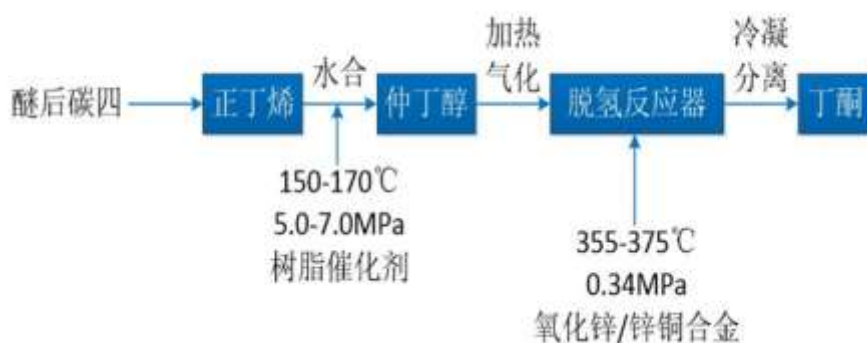 醚后碳四
正丁烯
水合
仲丁醇
加热
气化
脱氢反应器
冷凝
分离
丁酮
150-170℃
5.0-7.0MPa
树脂催化剂
355-375℃
0.34MPa
氧化锌/锌铜合金